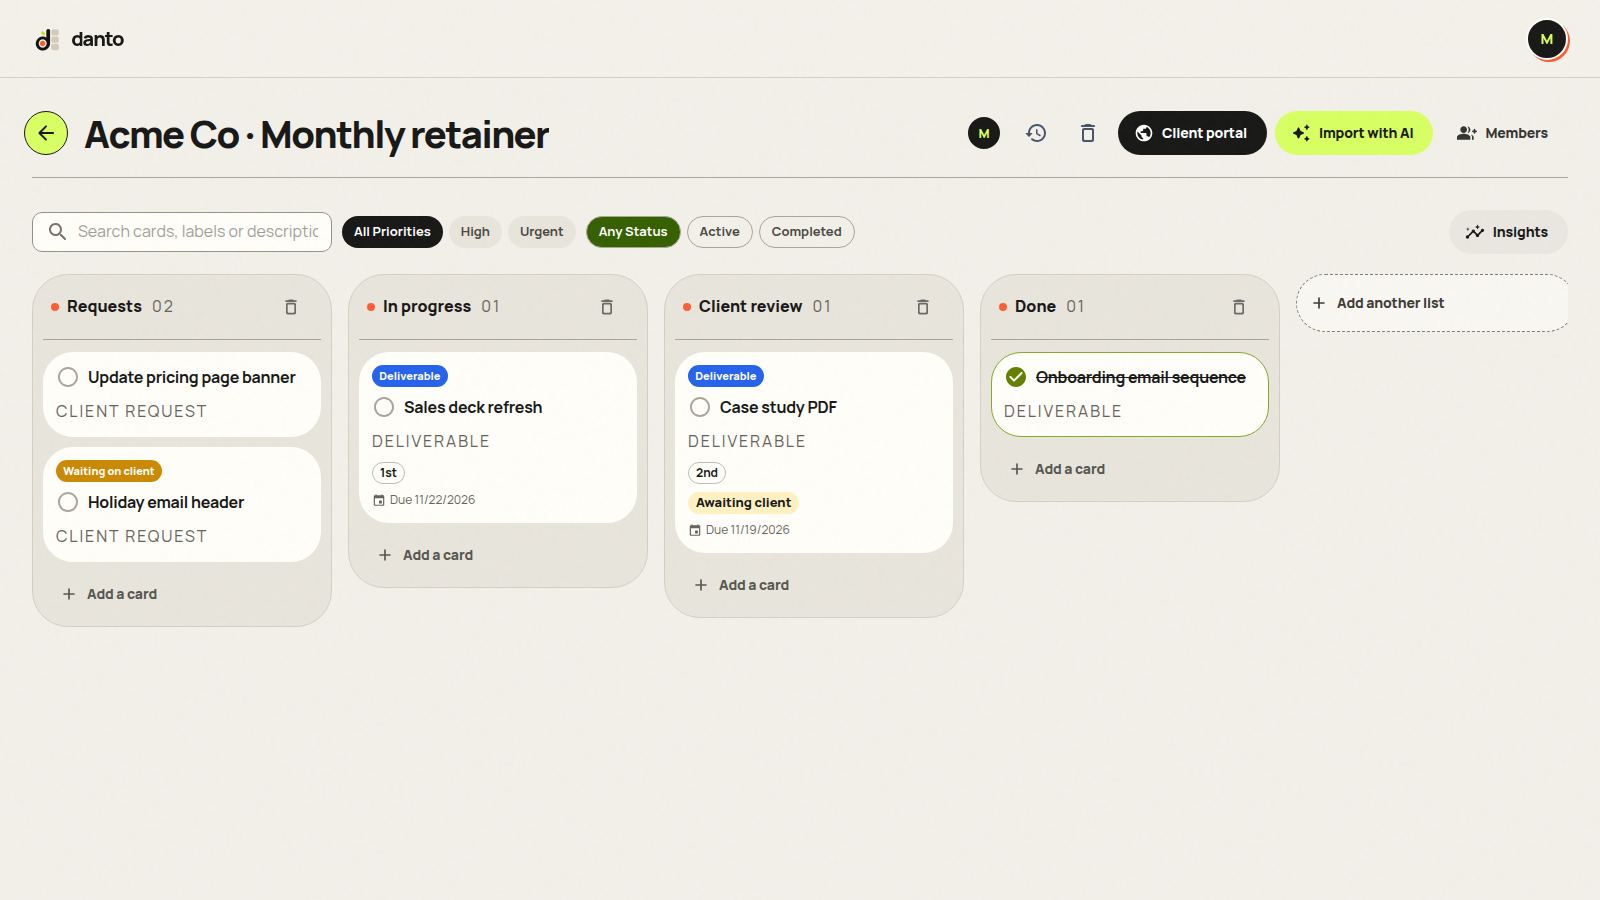 danto
M
Acme Co · Monthly retainer
M
Client portal
Import with AI
Members
Search cards, labels or descriptic
All Priorities
High
Urgent
Any Status
Active
Completed
Insights
Requests 02
Update pricing page banner
CLIENT REQUEST
Waiting on client
Holiday email header
CLIENT REQUEST
+ Add a card
In progress 01
Deliverable
Sales deck refresh
DELIVERABLE
1st
Due 11/22/2026
+ Add a card
Client review 01
Deliverable
Case study PDF
DELIVERABLE
2nd
Awaiting client
Due 11/19/2026
+ Add a card
Done 01
Onboarding email sequence
DELIVERABLE
+ Add a card
+ Add another list